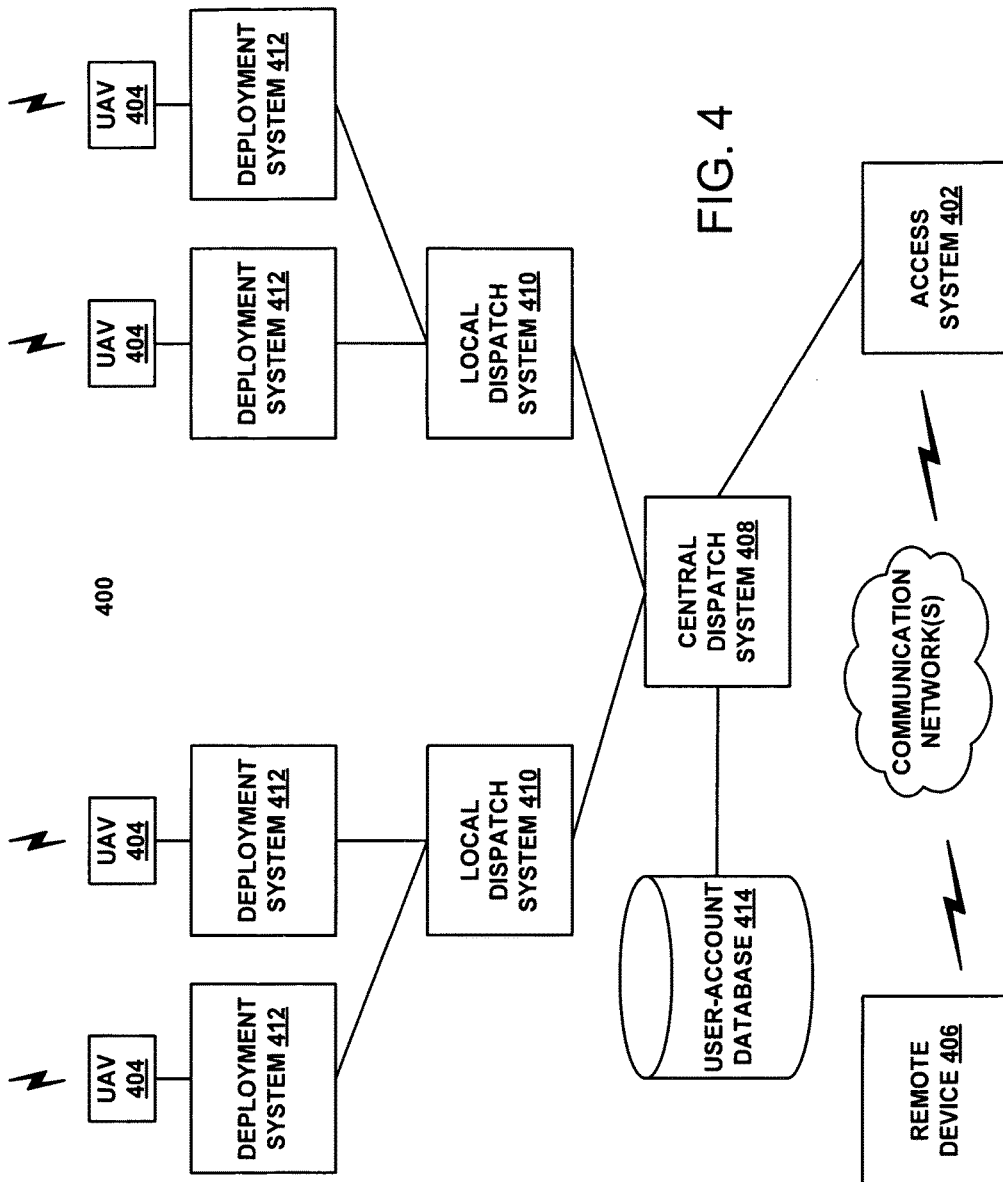 UAV
404
UAV
404
400
UAV
404
UAV
404
DEPLOYMENT
SYSTEM 412
DEPLOYMENT
SYSTEM 412
DEPLOYMENT
SYSTEM 412
DEPLOYMENT
SYSTEM 412
LOCAL
DISPATCH
SYSTEM 410
LOCAL
DISPATCH
SYSTEM 410
USER-ACCOUNT
DATABASE 414
CENTRAL
DISPATCH
SYSTEM 408
FIG. 4
REMOTE
DEVICE 406
COMMUNICATION
NETWORK(S)
ACCESS
SYSTEM 402